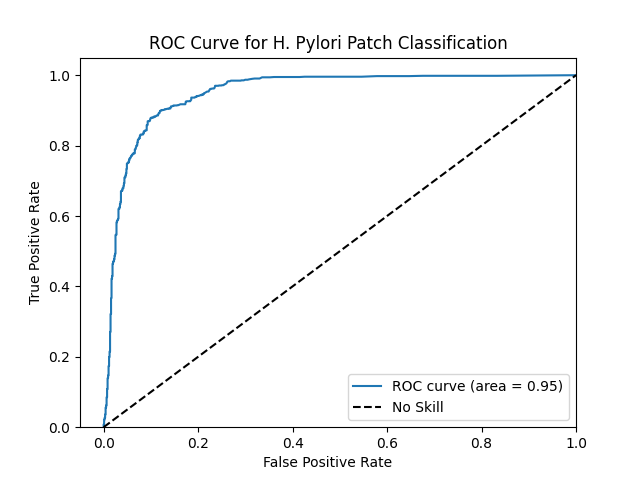 ROC Curve for H. Pylori Patch Classification
True Positive Rate
1.0
0.8
0.6
0.4
0.2
0.0
0.0 0.2 0.4 0.6 0.8 1.0
False Positive Rate
ROC curve (area = 0.95)
No Skill